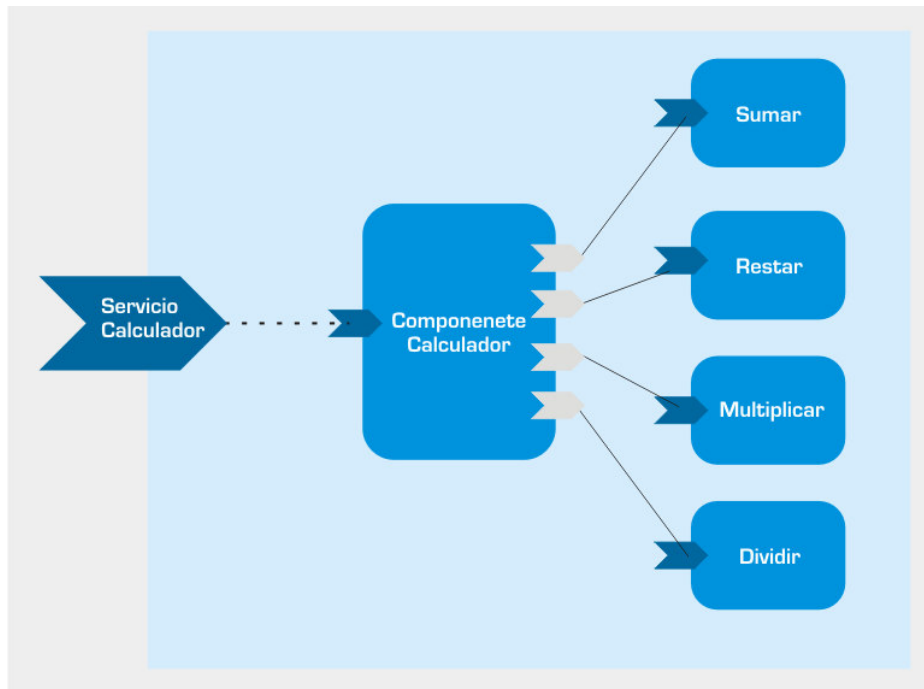 Servicio
Calculador
Componenete
Calculador
Sumar
Restar
Multiplicar
Dividir